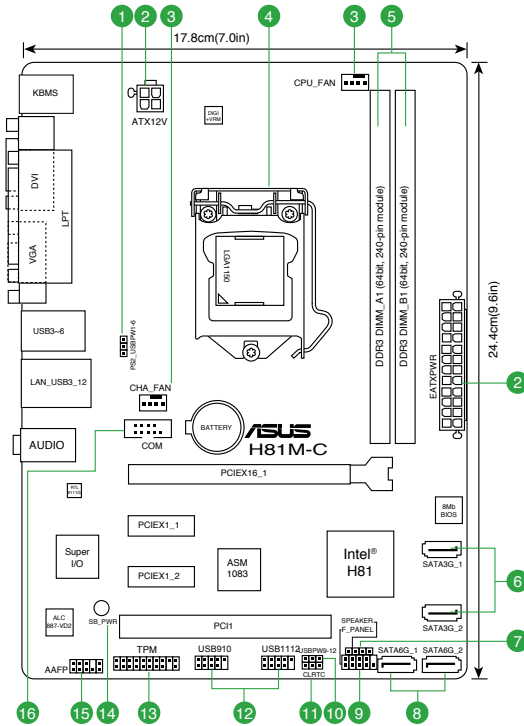 1 2 3 4 3 5
17.8cm(7.0in)
KBMS
ATX12V
DIGI
+VRM
CPU_FAN
DVI
LPT
VGA
LGA1150
DDR3 DIMM_A1 (64bit, 240-pin module)
DDR3 DIMM_B1 (64bit, 240-pin module)
24.4cm(9.6in)
EATXPWR
2
USB3~6
PS2_USBPW1-6
LAN_USB3_12
CHA_FAN
AUDIO
COM
BATTERY
ASUS
H81M-C
PCIEX16_1
RTL
8111G
8Mb
BIOS
PCIEX1_1
Super
I/O
ASM
1083
Intel®
H81
SATA3G_1
PCIEX1_2
6
ALC
887-VD2
SB_PWR
PCI1
SPEAKER
F_PANEL
SATA3G_2
7
AAFP
TPM
USB910
USB1112
USBPW9-12
CLRTC
SATA6G_1
SATA6G_2
16 15 14 13 12 11 10 9 8